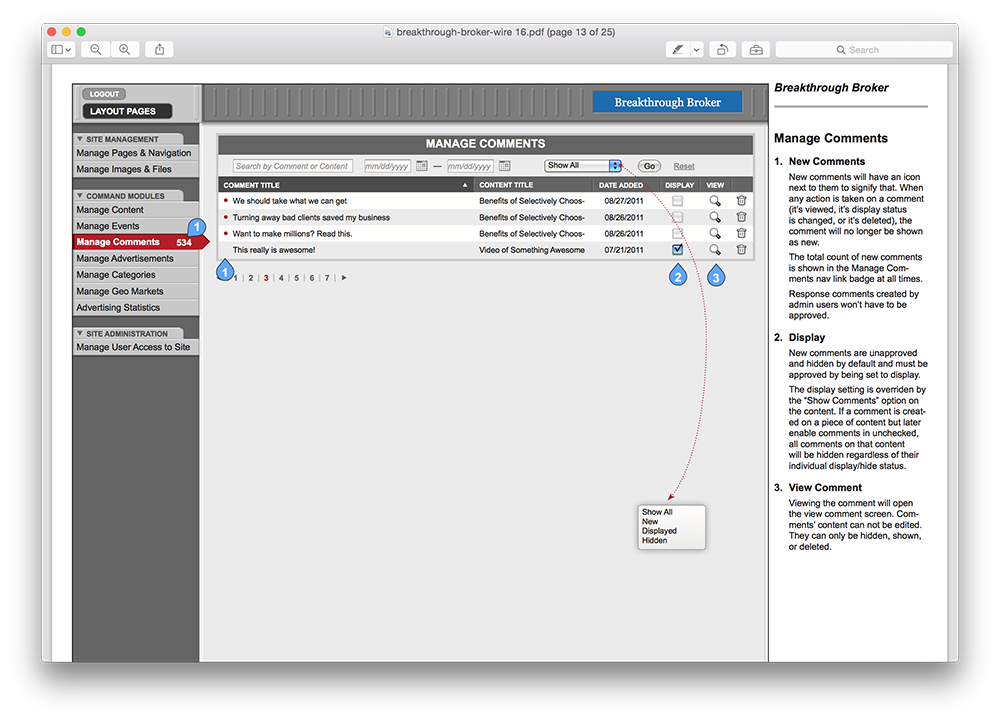 breakthrough-broker-wire 16.pdf (page 13 of 25)
Search
LOGOUT
LAYOUT PAGES
SITE MANAGEMENT
Manage Pages & Navigation
Manage Images & Files
COMMAND MODULES
Manage Content
Manage Events
Manage Comments 534
1
Manage Advertisements
Manage Categories
Manage Geo Markets
Advertising Statistics
SITE ADMINISTRATION
Manage User Access to Site
Breakthrough Broker
MANAGE COMMENTS
Search by Comment or Content mm/dd/yyyy — mm/dd/yyyy Show All Go Reset
COMMENT TITLE CONTENT TITLE DATE ADDED DISPLAY VIEW
We should take what we can get Benefits of Selectively Choos- 08/27/2011
Turning away bad clients saved my business Benefits of Selectively Choos- 08/26/2011
Want to make millions? Read this. Benefits of Selectively Choos- 08/26/2011
This really is awesome! Video of Something Awesome 07/21/2011
1 2 3
1 | 2 | 3 | 4 | 5 | 6 | 7 |
Show All
New
Displayed
Hidden
Breakthrough Broker
Manage Comments
1. New Comments
New comments will have an icon
next to them to signify that. When
any action is taken on a comment
(it's viewed, it's display status
is changed, or it's deleted), the
comment will no longer be shown
as new.
The total count of new comments
is shown in the Manage Com-
ments nav link badge at all times.
Response comments created by
admin users won't have to be
approved.
2. Display
New comments are unapproved
and hidden by default and must be
approved by being set to display.
The display setting is overriden by
the "Show Comments" option on
the content. If a comment is creat-
ed on a piece of content but later
enable comments in unchecked,
all comments on that content
will be hidden regardless of their
individual display/hide status.
3. View Comment
Viewing the comment will open
the view comment screen. Com-
ments' content can not be edited.
They can only be hidden, shown,
or deleted.